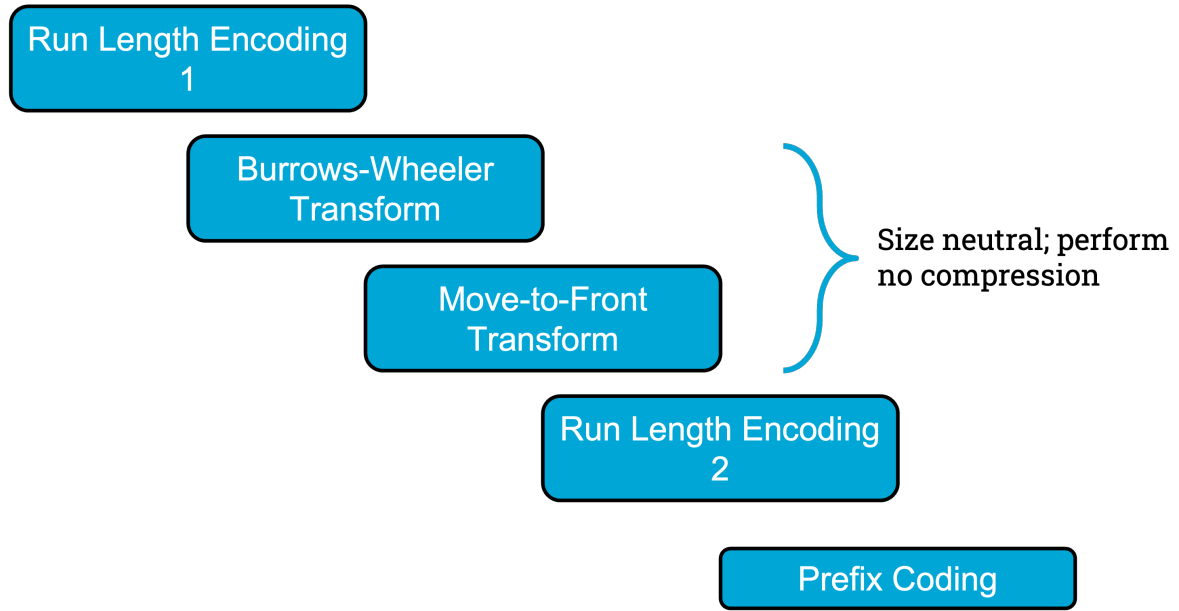 Run Length Encoding
1
Burrows-Wheeler
Transform
Size neutral; perform
no compression
Move-to-Front
Transform
Run Length Encoding
2
Prefix Coding